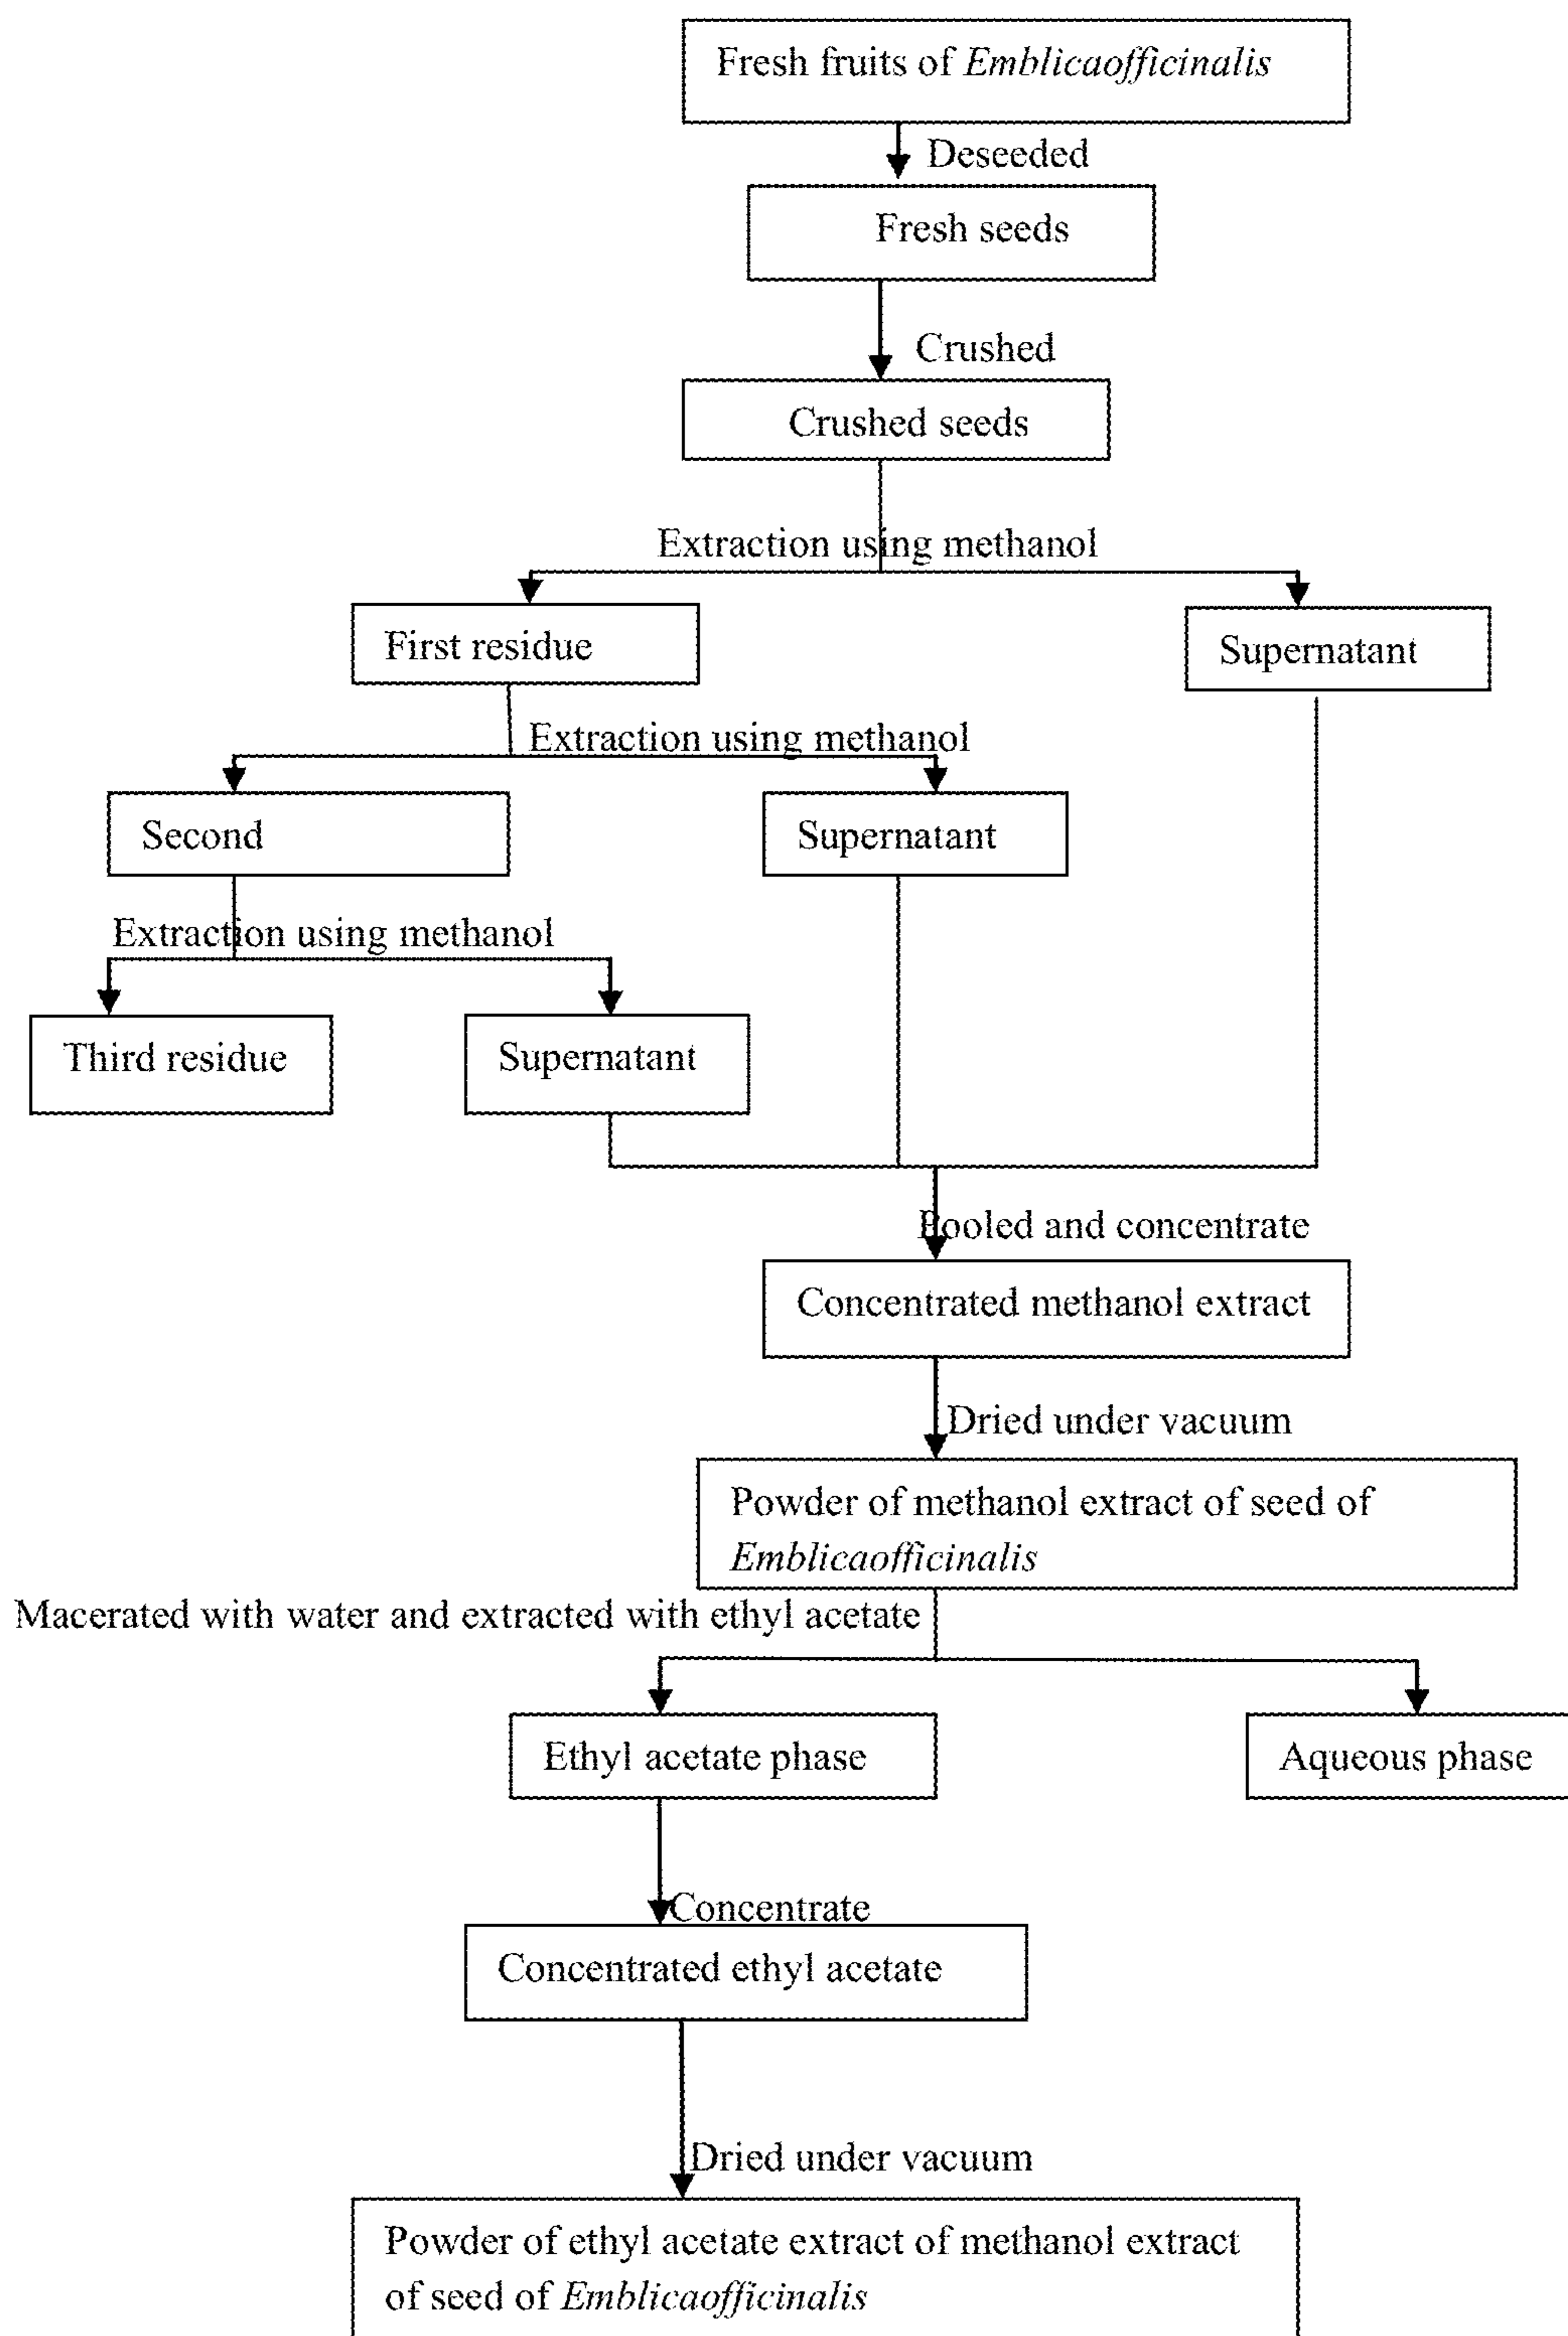 Fresh fruits of Emblicaofficinalis
Deseeded
Fresh seeds
Crushed
Crushed seeds
Extraction using methanol
First residue
Supernatant
Extraction using methanol
Second
Supernatant
Extraction using methanol
Third residue
Supernatant
Pooled and concentrate
Concentrated methanol extract
Dried under vacuum
Powder of methanol extract of seed of
Emblicaofficinalis
Macerated with water and extracted with ethyl acetate
Ethyl acetate phase
Aqueous phase
Concentrate
Concentrated ethyl acetate
Dried under vacuum
Powder of ethyl acetate extract of methanol extract
of seed of Emblicaofficinalis